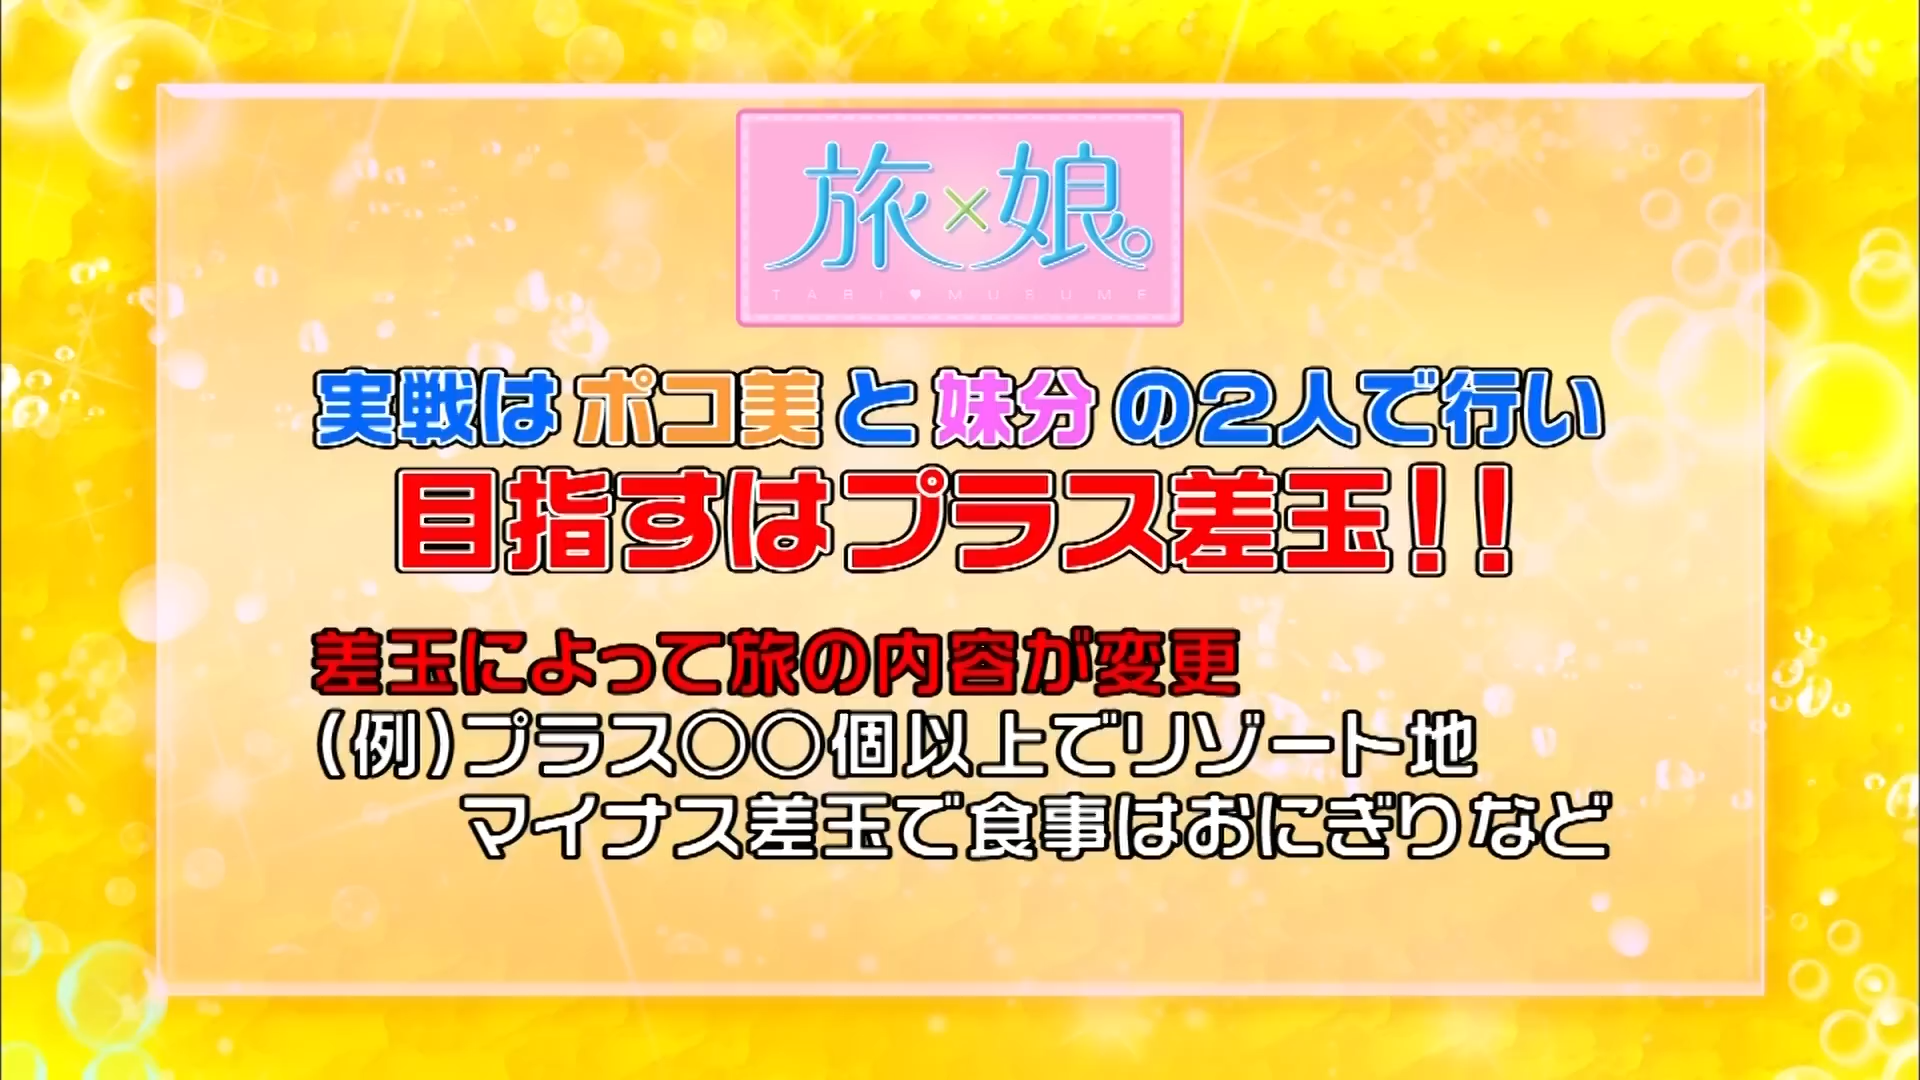 旅×娘。
TABI♥MUSUME
実戦はポコ美と妹分の2人で行い
目指すはプラス差玉!!
差玉によって旅の内容が変更
(例)プラス〇〇個以上でリゾート地
マイナス差玉で食事はおにぎりなど